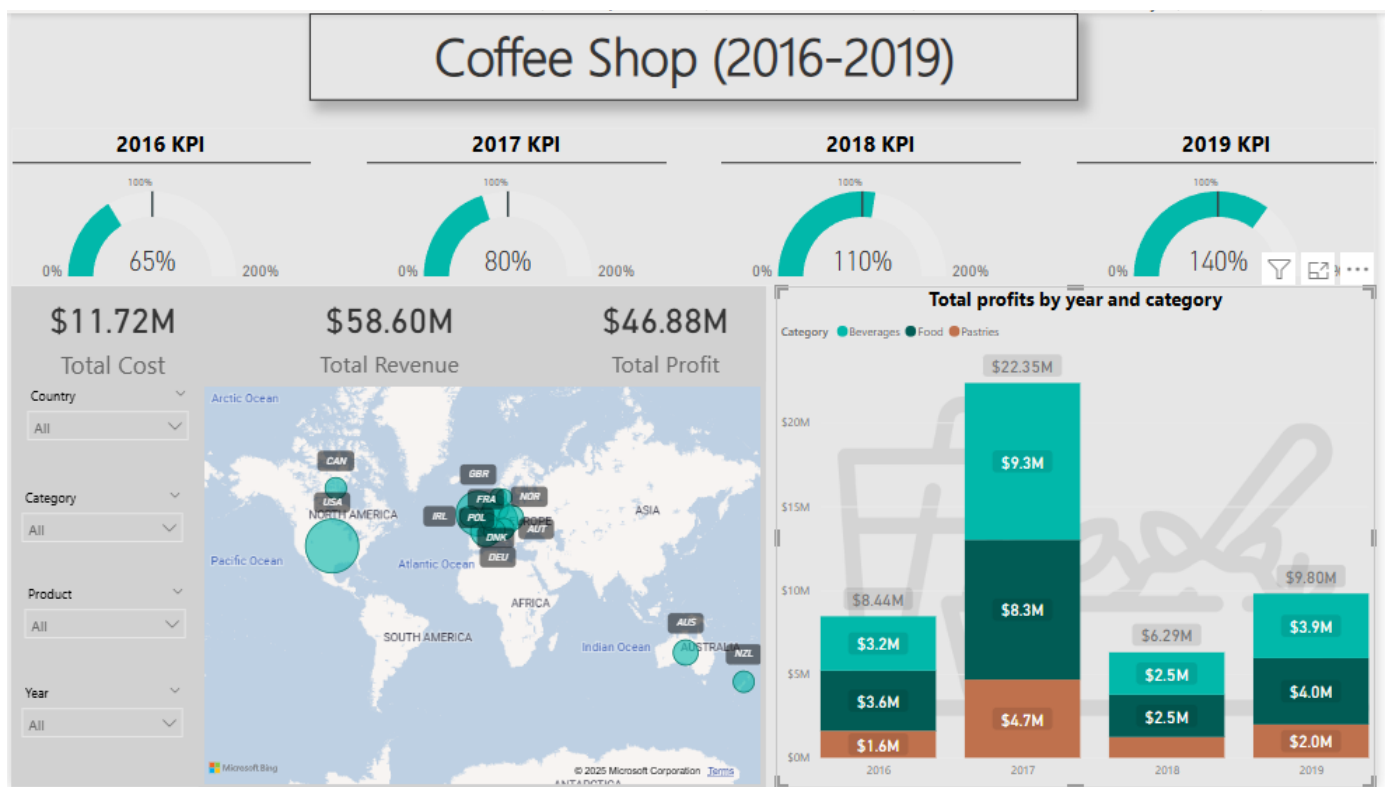 Coffee Shop (2016-2019)
2016 KPI
2017 KPI
2018 KPI
2019 KPI
100%
100%
100%
100%
0%
65%
200%
0%
80%
200%
0%
110%
200%
0%
140%
$11.72M
$58.60M
$46.88M
Total Cost
Total Revenue
Total Profit
Country
All
Category
All
Product
All
Year
All
Arctic Ocean
CAN
USA
NORTH AMERICA
GBR
FRA
NOR
IRL
POL
EUROPE
AUT
DNK
DEU
ASIA
Pacific Ocean
Atlantic Ocean
AFRICA
SOUTH AMERICA
Indian Ocean
AUS
AUSTRALIA
NZL
Microsoft Bing
© 2025 Microsoft Corporation Terms
ANTARCTICA
Total profits by year and category
Category Beverages Food Pastries
$20M
$15M
$10M
$5M
$0M
$8.44M
$3.2M
$3.6M
$1.6M
2016
$22.35M
$9.3M
$8.3M
$4.7M
2017
$6.29M
$2.5M
$2.5M
2018
$9.80M
$3.9M
$4.0M
$2.0M
2019